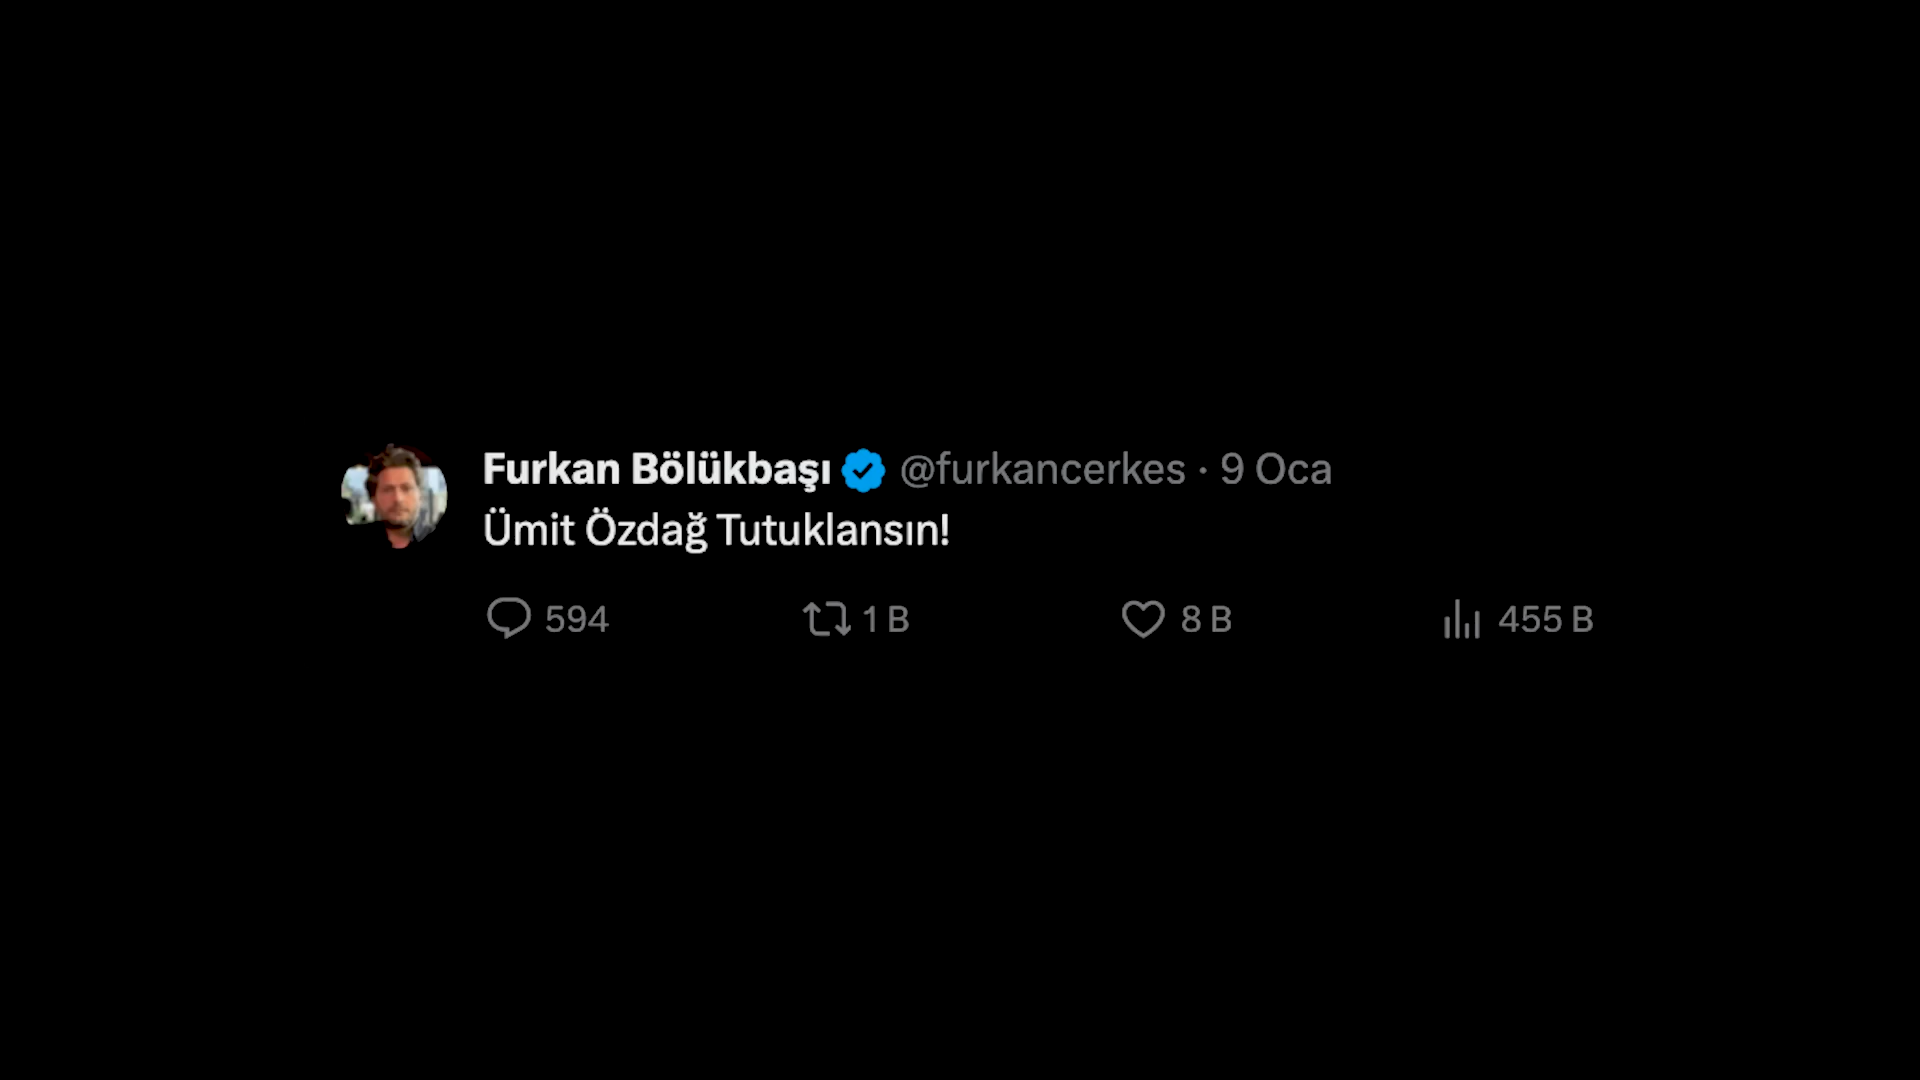 Furkan Bölükbaşı @furkancerkes · 9 Oca
Ümit Özdağ Tutuklansın!
594 1 B 8 B 455 B